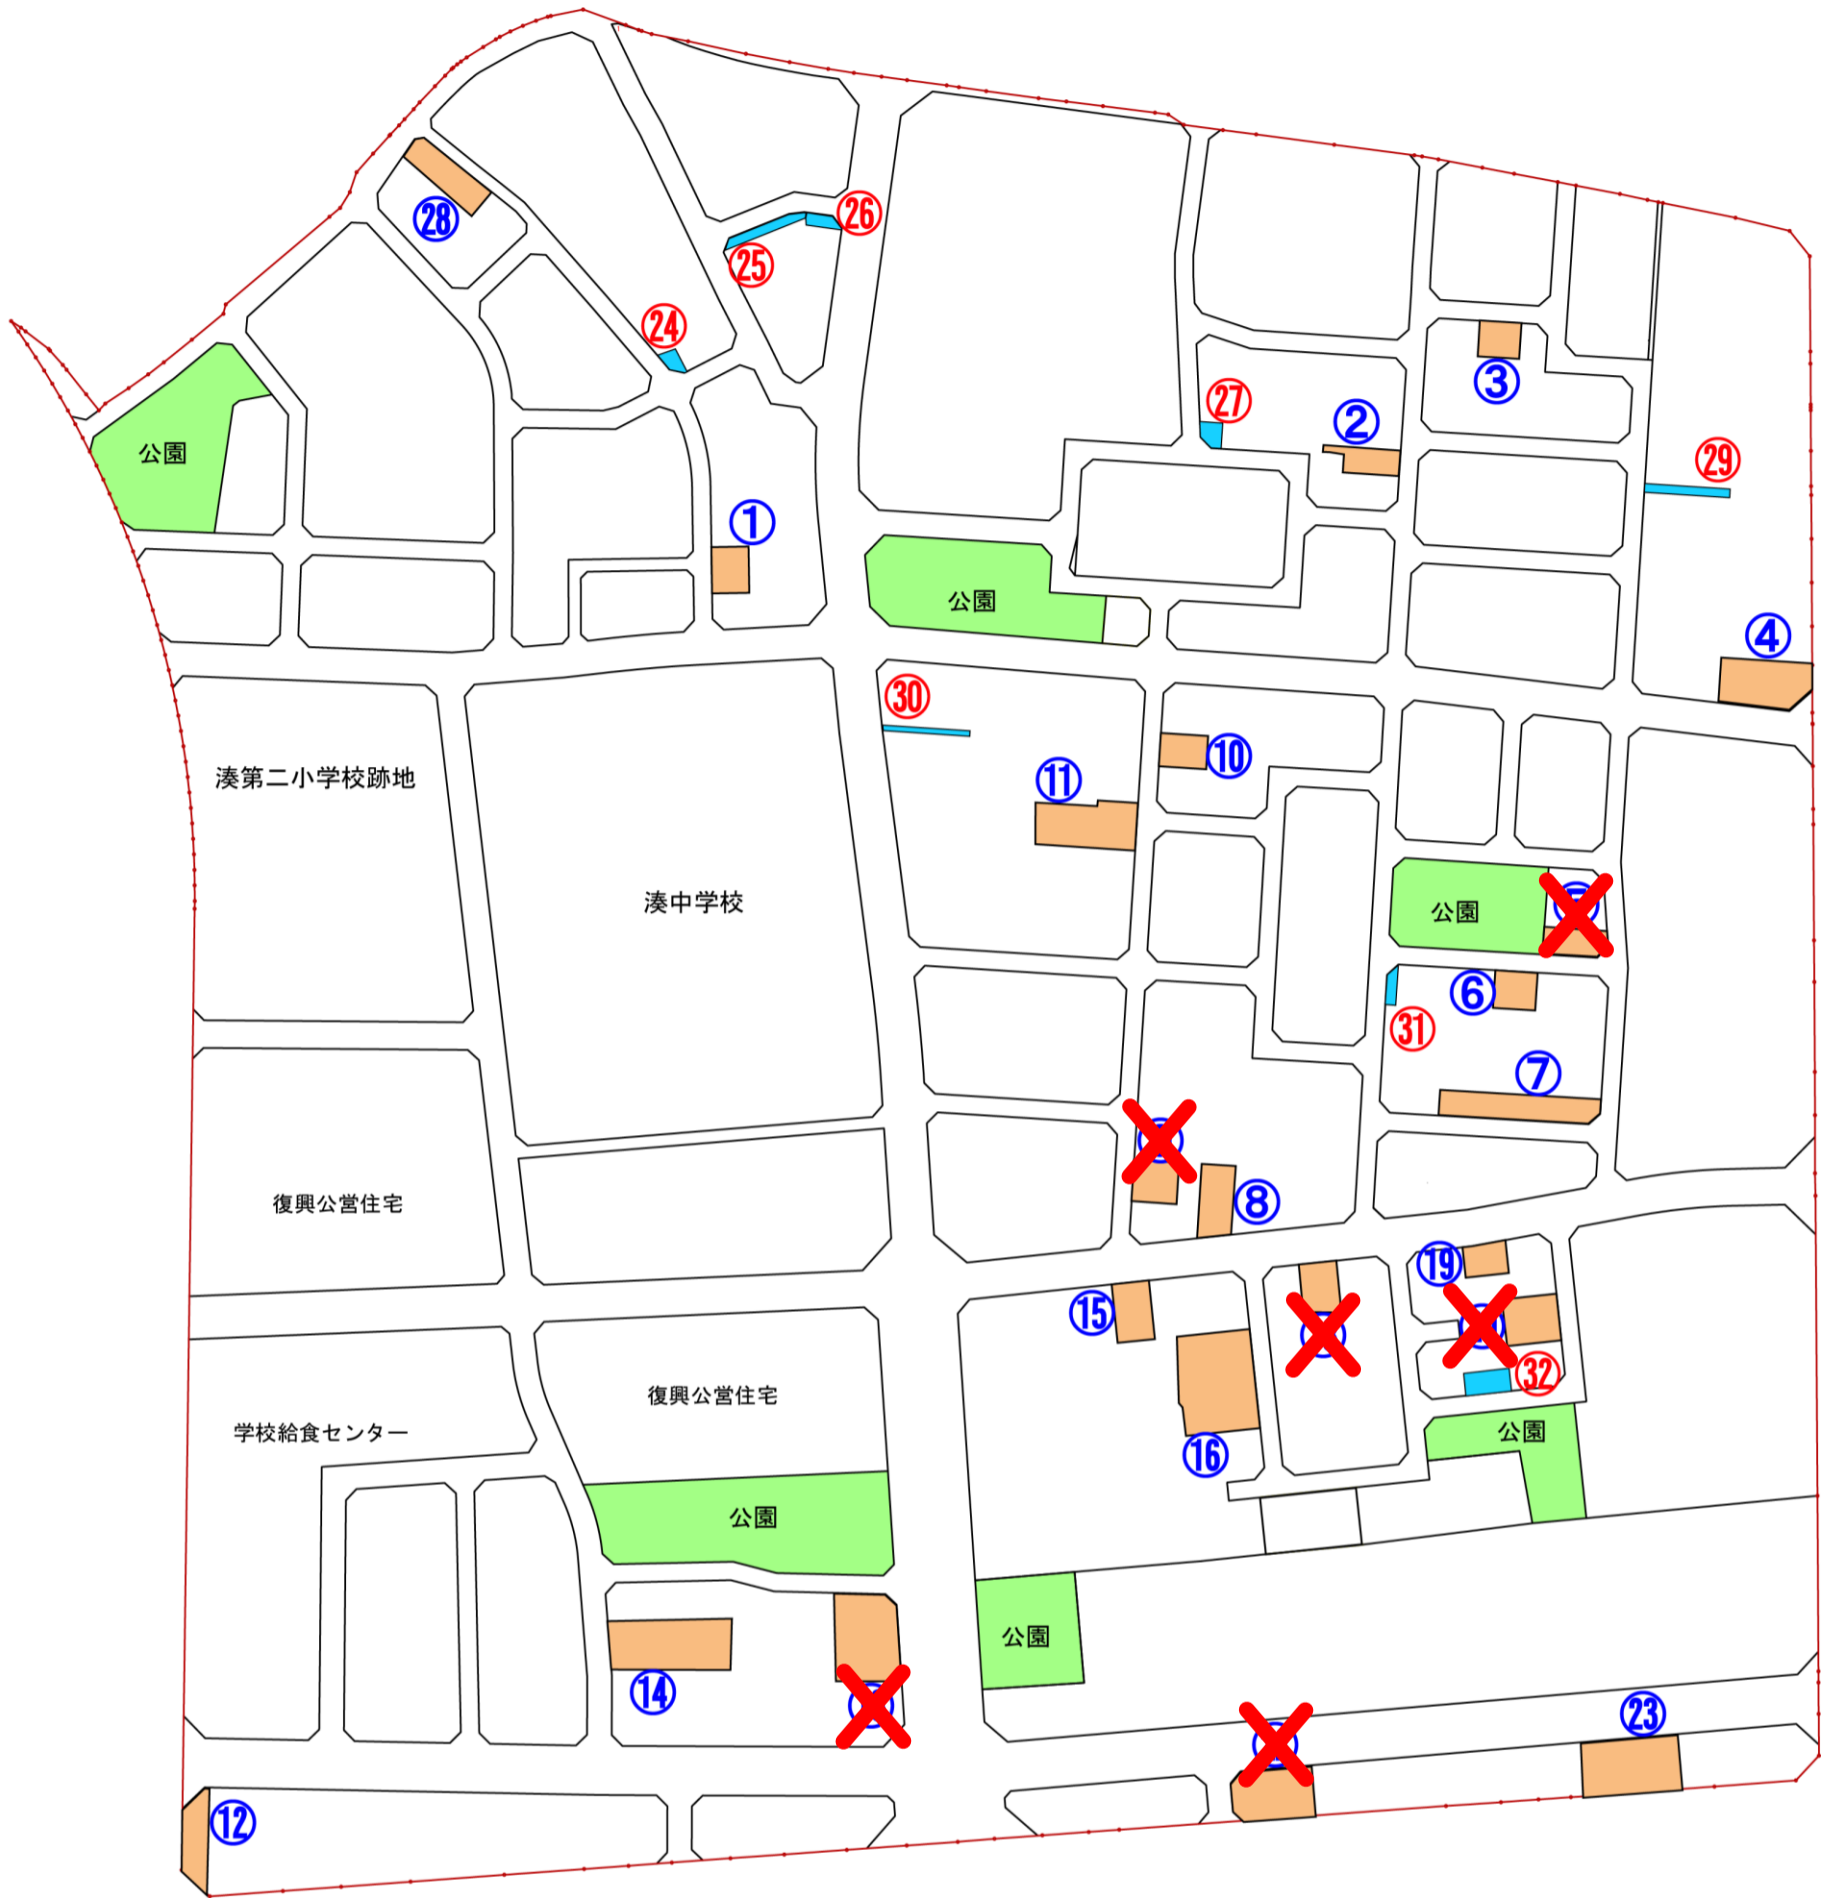 ㉖
㉘
㉕
㉔
③
㉗
②
公園
㉙
①
公園
④
㉚
⑩
湊第二小学校跡地
⑪
湊中学校
公園
⑥
㉛
⑦
復興公営住宅
⑧
⑲
⑮
㉜
復興公営住宅
学校給食センター
公園
⑯
公園
公園
⑭
㉓
⑫